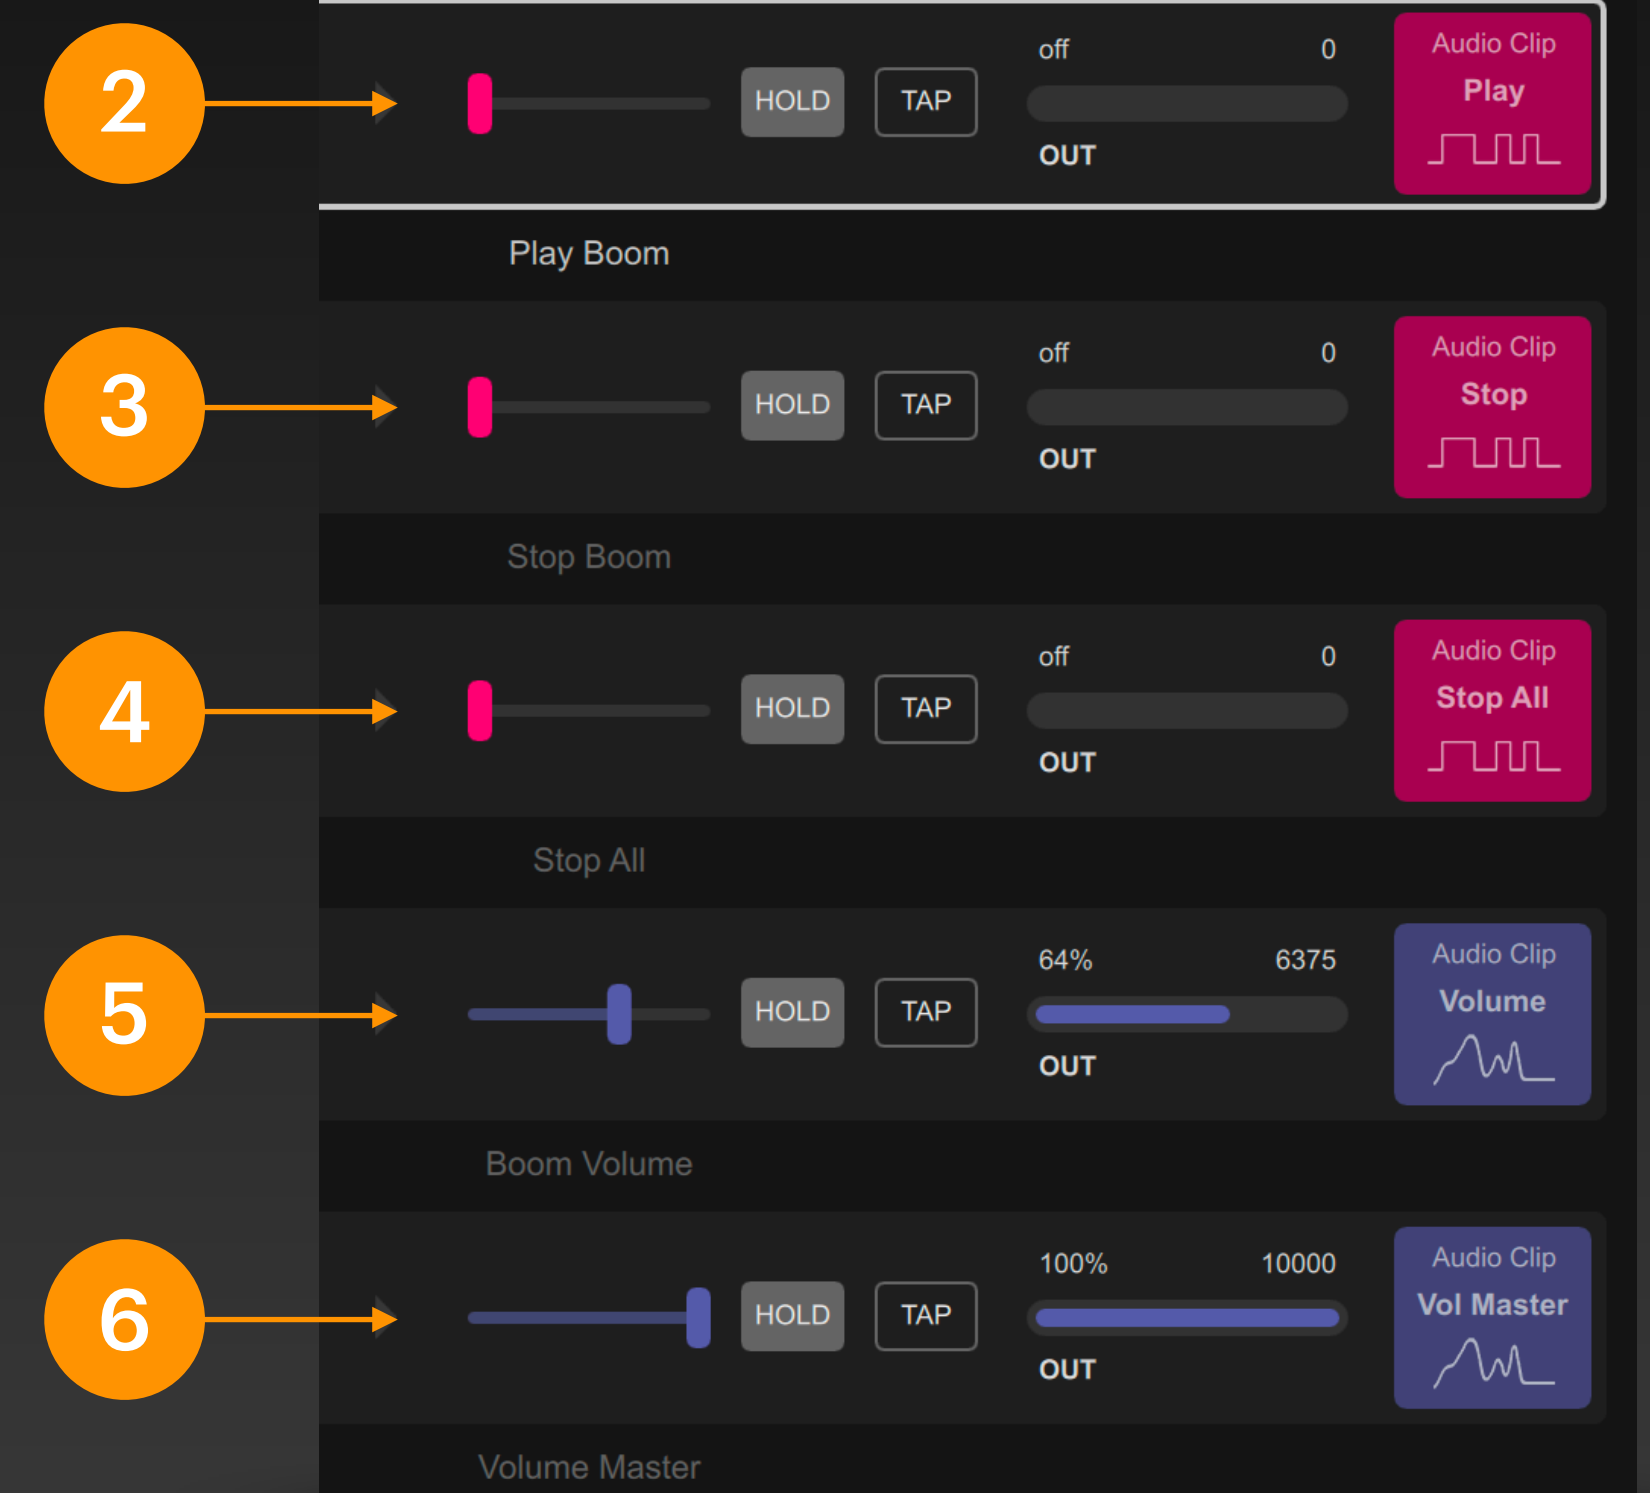 2
HOLD TAP off 0 OUT Audio Clip Play
Play Boom
3
HOLD TAP off 0 OUT Audio Clip Stop
Stop Boom
4
HOLD TAP off 0 OUT Audio Clip Stop All
Stop All
5
HOLD TAP 64% 6375 OUT Audio Clip Volume
Boom Volume
6
HOLD TAP 100% 10000 OUT Audio Clip Vol Master
Volume Master